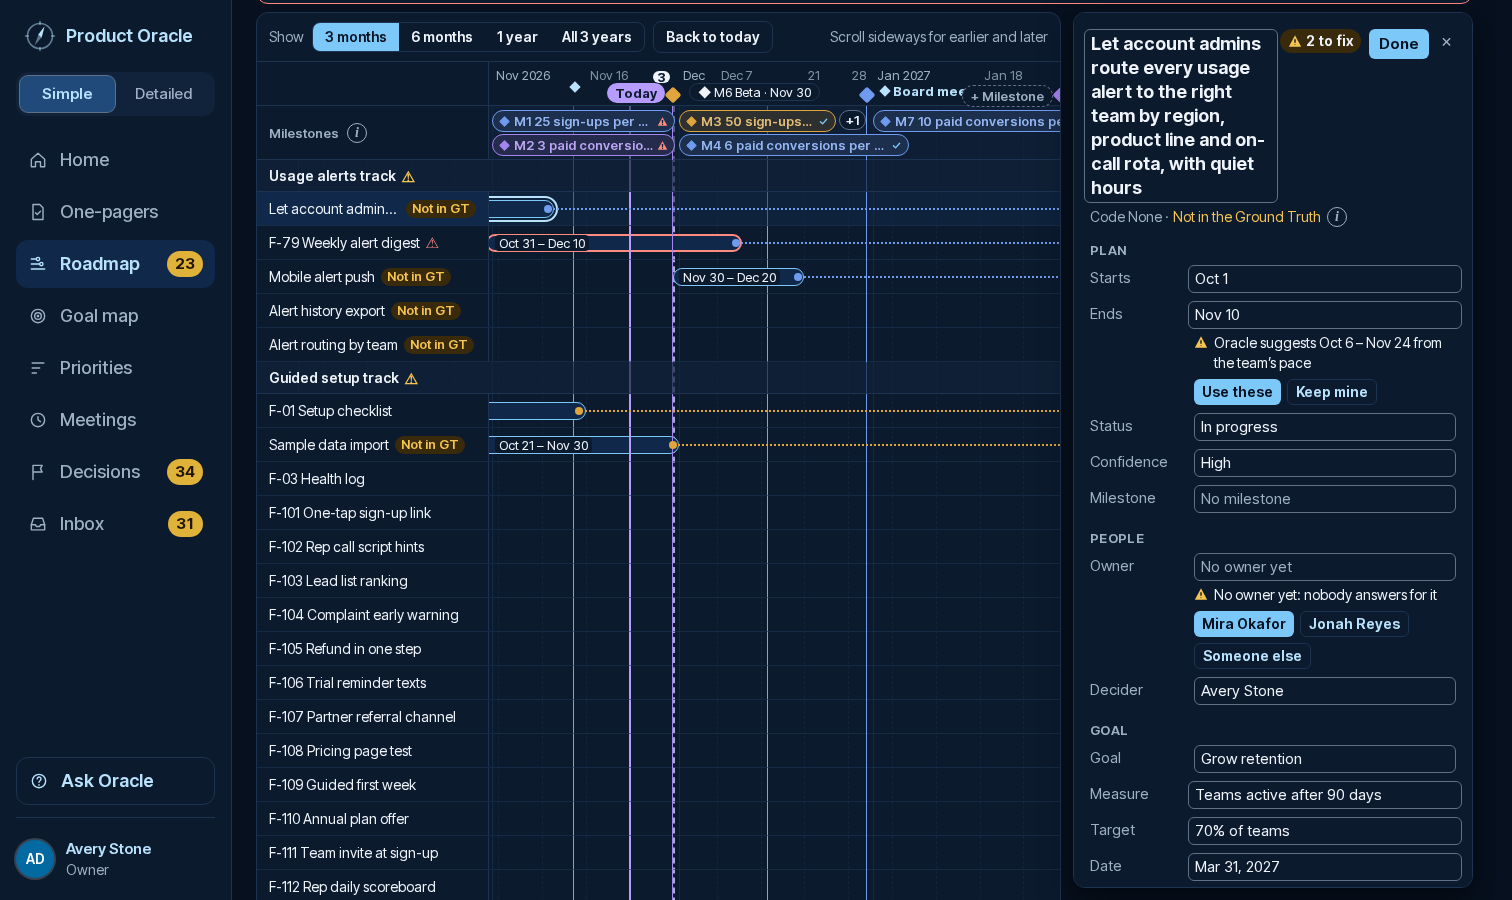 Product Oracle
Simple
Detailed
Home
One-pagers
Roadmap
23
Goal map
Priorities
Meetings
Decisions
34
Inbox
31
Ask Oracle
AD
Avery Stone
Owner
Show
3 months
6 months
1 year
All 3 years
Back to today
Scroll sideways for earlier and later
Nov 2026
Nov 16
3
Dec
Dec 7
21
28
Jan 2027
Jan 18
Today
M6 Beta · Nov 30
Board mee
+ Milestone
Milestones
i
M1 25 sign-ups per ...
M3 50 sign-ups...
+1
M7 10 paid conversions pe
M2 3 paid conversio...
M4 6 paid conversions per ...
Usage alerts track
Let account admin...
Not in GT
F-79 Weekly alert digest
Oct 31 – Dec 10
Mobile alert push
Not in GT
Nov 30 – Dec 20
Alert history export
Not in GT
Alert routing by team
Not in GT
Guided setup track
F-01 Setup checklist
Sample data import
Not in GT
Oct 21 – Nov 30
F-03 Health log
F-101 One-tap sign-up link
F-102 Rep call script hints
F-103 Lead list ranking
F-104 Complaint early warning
F-105 Refund in one step
F-106 Trial reminder texts
F-107 Partner referral channel
F-108 Pricing page test
F-109 Guided first week
F-110 Annual plan offer
F-111 Team invite at sign-up
F-112 Rep daily scoreboard
Let account admins
route every usage
alert to the right
team by region,
product line and on-
call rota, with quiet
hours
2 to fix
Done
×
Code None · Not in the Ground Truth
i
PLAN
Starts
Oct 1
Ends
Nov 10
Oracle suggests Oct 6 – Nov 24 from
the team’s pace
Use these
Keep mine
Status
In progress
Confidence
High
Milestone
No milestone
PEOPLE
Owner
No owner yet
No owner yet: nobody answers for it
Mira Okafor
Jonah Reyes
Someone else
Decider
Avery Stone
GOAL
Goal
Grow retention
Measure
Teams active after 90 days
Target
70% of teams
Date
Mar 31, 2027